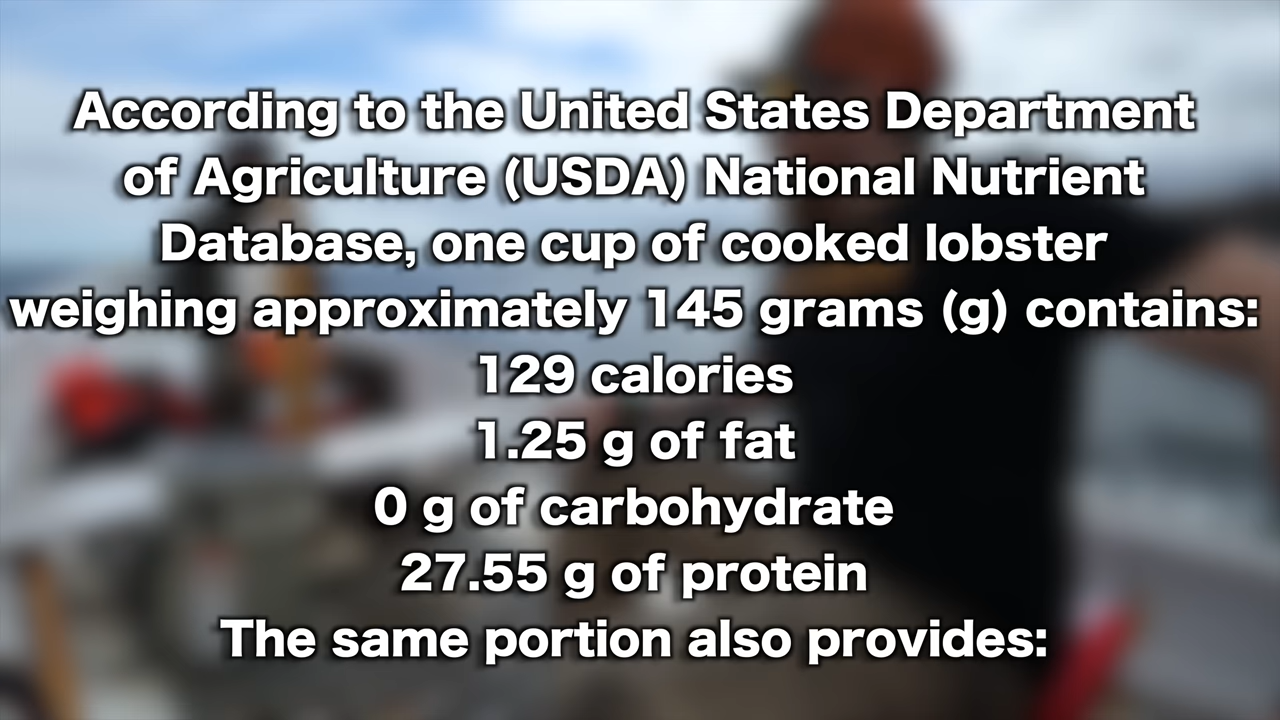 According to the United States Department
of Agriculture (USDA) National Nutrient
Database, one cup of cooked lobster
weighing approximately 145 grams (g) contains:
129 calories
1.25 g of fat
0 g of carbohydrate
27.55 g of protein
The same portion also provides: